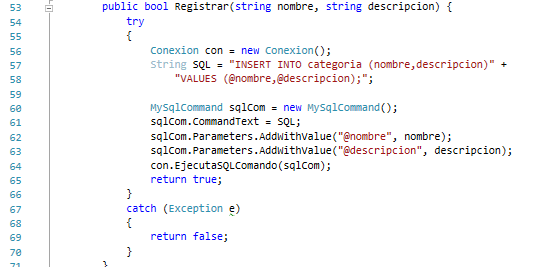 53 public bool Registrar(string nombre, string descripcion) {
54 try
55 {
56 Conexion con = new Conexion();
57 String SQL = "INSERT INTO categoria (nombre,descripcion)" +
58 "VALUES (@nombre,@descripcion);";
59
60 MySqlCommand sqlCom = new MySqlCommand();
61 sqlCom.CommandText = SQL;
62 sqlCom.Parameters.AddWithValue("@nombre", nombre);
63 sqlCom.Parameters.AddWithValue("@descripcion", descripcion);
64 con.EjecutaSQLComando(sqlCom);
65 return true;
66 }
67 catch (Exception e)
68 {
69 return false;
70 }
71 }